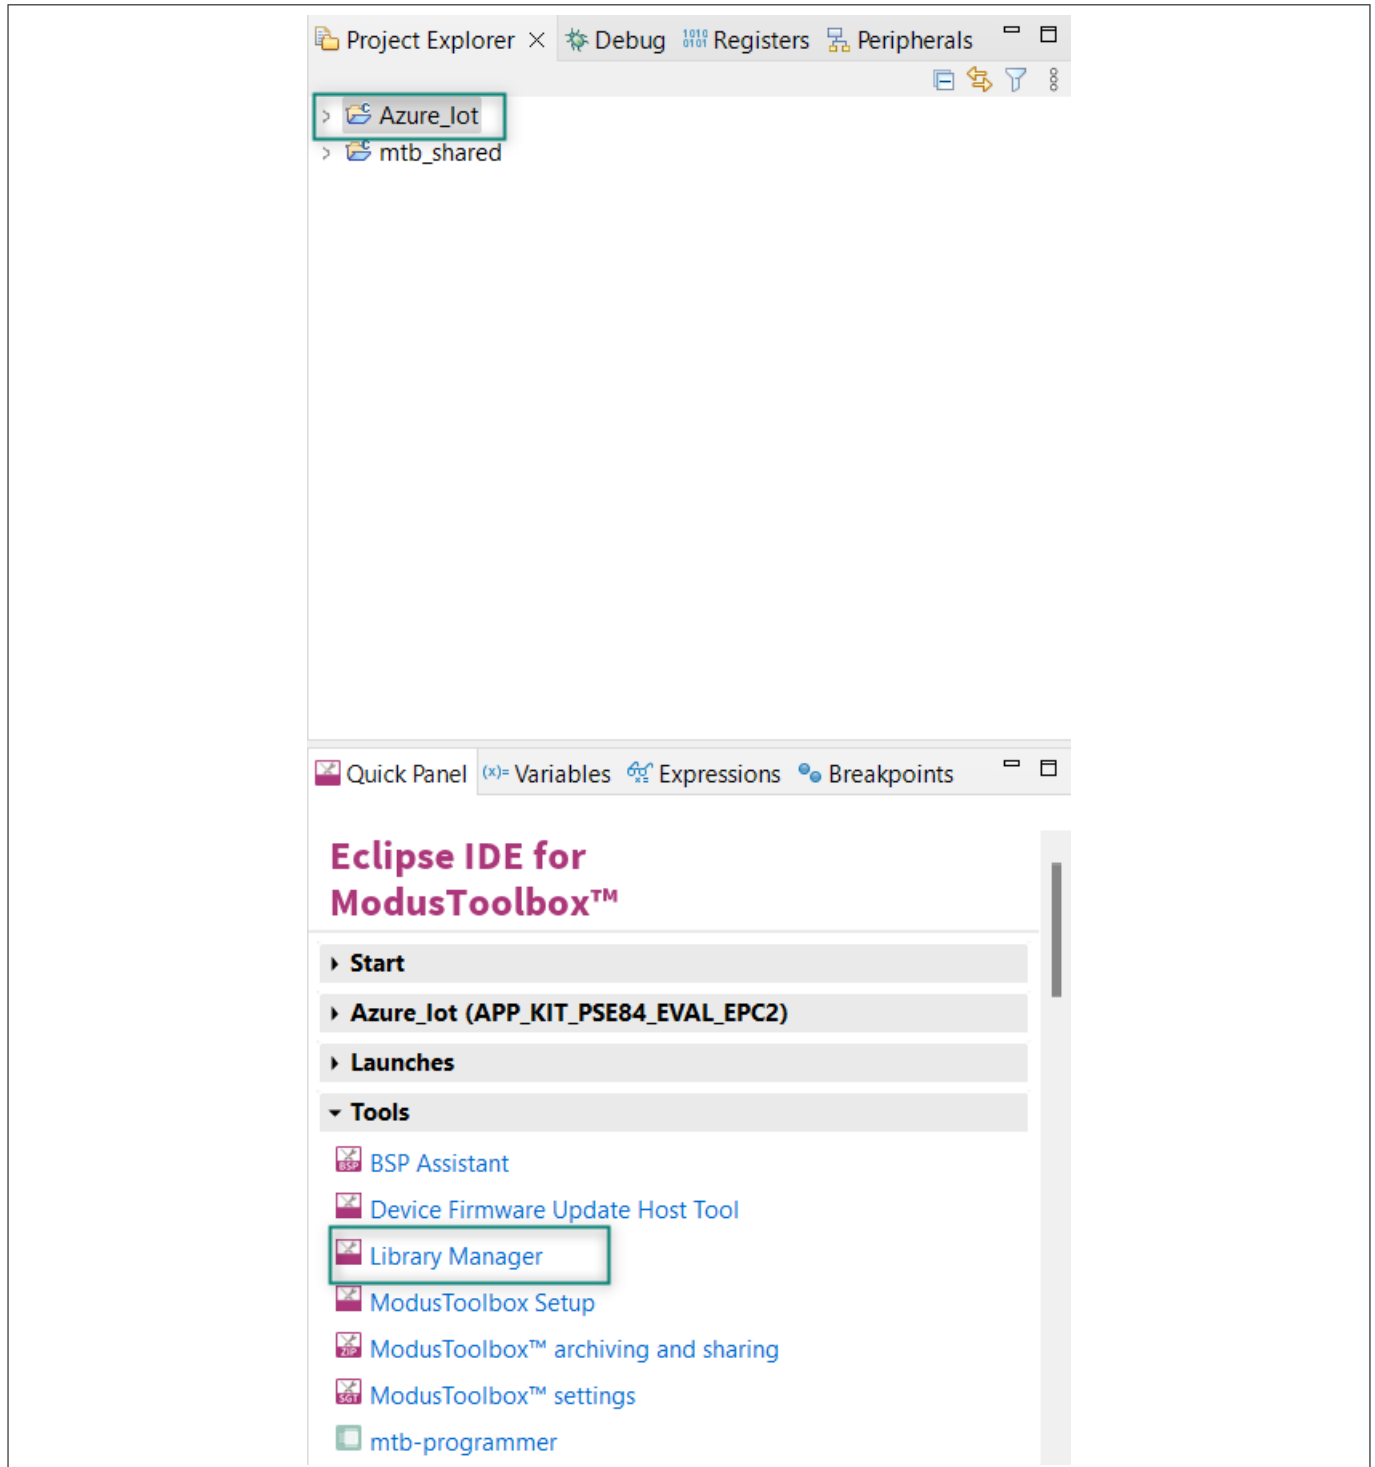 Project Explorer Debug Registers Peripherals
Azure_Iot
mtb_shared
Quick Panel (x)= Variables Expressions Breakpoints
Eclipse IDE for
ModusToolbox™
Start
Azure_Iot (APP_KIT_PSE84_EVAL_EPC2)
Launches
Tools
BSP Assistant
Device Firmware Update Host Tool
Library Manager
ModusToolbox Setup
ModusToolbox™ archiving and sharing
ModusToolbox™ settings
mtb-programmer